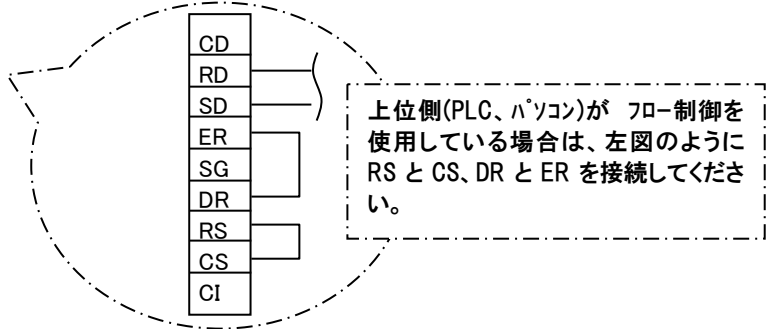 CD
RD
SD
ER
SG
DR
RS
CS
CI
上位側(PLC、ﾊﾟｿｺﾝ)が ﾌﾛｰ制御を
使用している場合は、左図のように
RS と CS、DR と ER を接続してくださ
い。